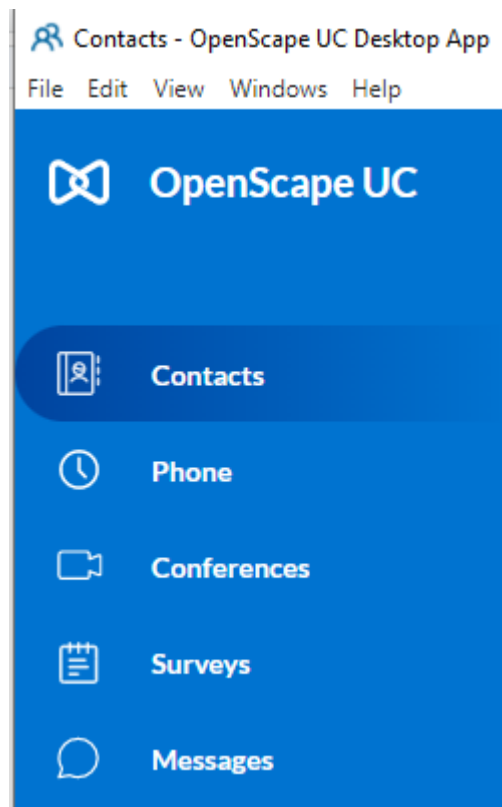 Contacts - OpenScape UC Desktop App
File Edit View Windows Help
OpenScape UC
Contacts
Phone
Conferences
Surveys
Messages